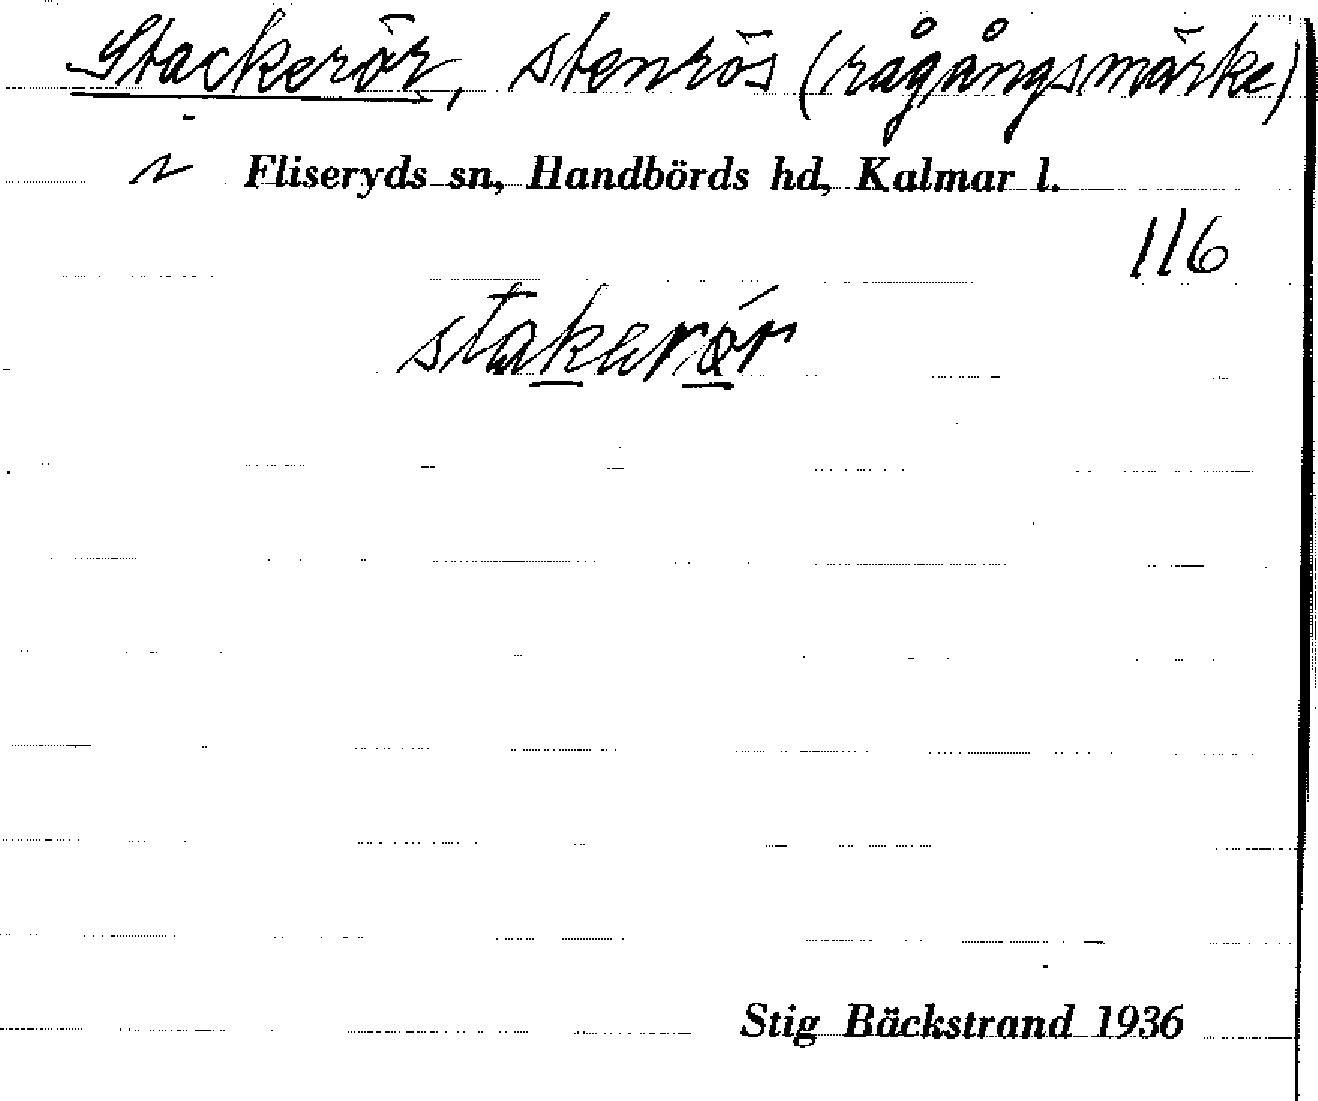 Stackerör, stenrös (rågångsmärke)
Fliseryds sn, Handbörds hd, Kalmar l.
116
stakerör
Stig Bäckstrand 1936